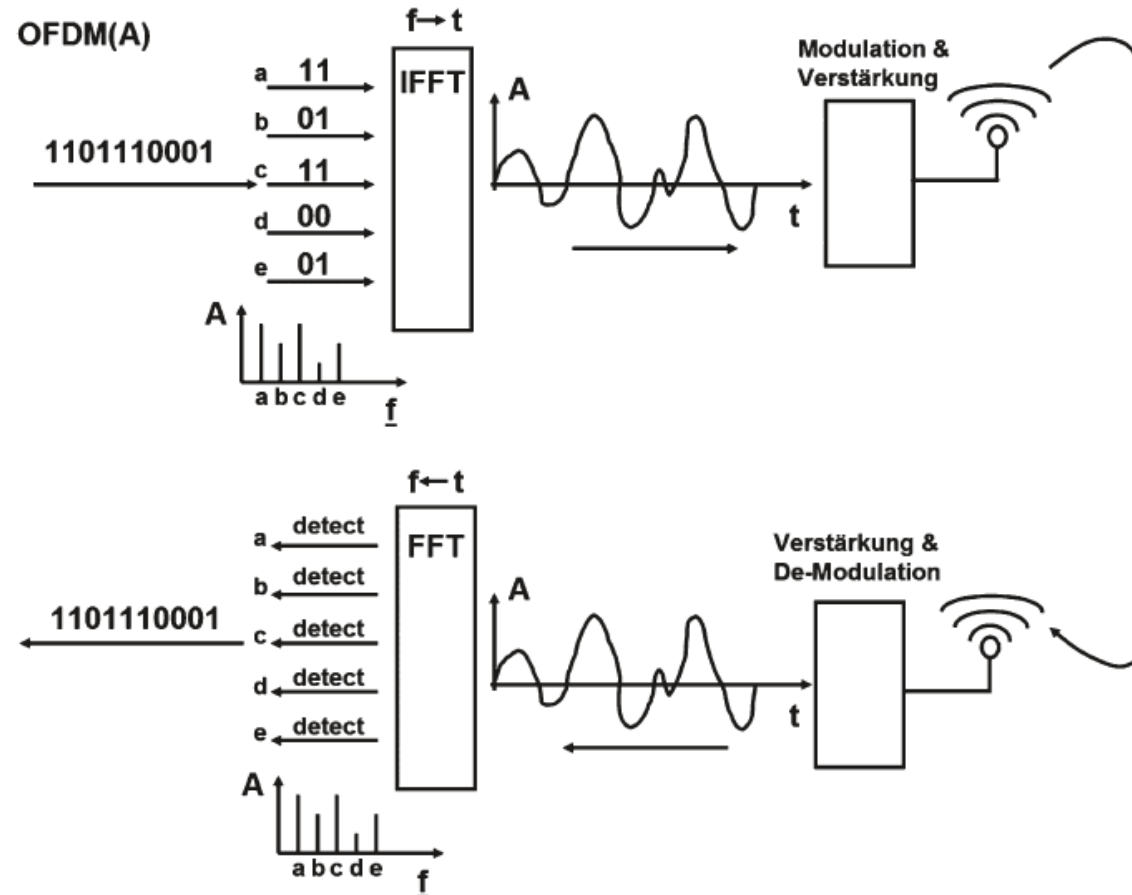 OFDM(A)
f→t
IFFT
1101110001
a 11
b 01
c 11
d 00
e 01
A
a b c d e
f
A
t
Modulation &
Verstärkung
f←t
FFT
a detect
b detect
c detect
d detect
e detect
1101110001
A
a b c d e
f
A
t
Verstärkung &
De-Modulation